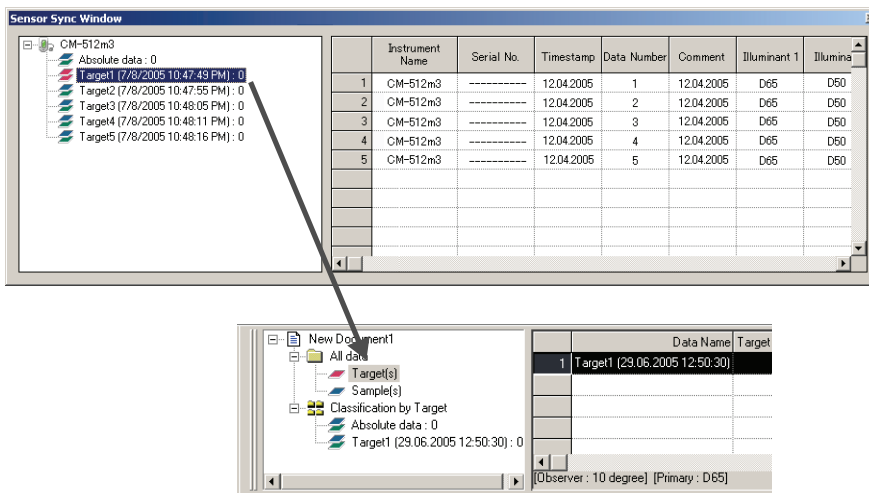 Sensor Sync Window
CM-512m3
Absolute data : 0
Target1 (7/8/2005 10:47:49 PM) : 0
Target2 (7/8/2005 10:47:55 PM) : 0
Target3 (7/8/2005 10:48:05 PM) : 0
Target4 (7/8/2005 10:48:11 PM) : 0
Target5 (7/8/2005 10:48:16 PM) : 0
Instrument Name Serial No. Timestamp Data Number Comment Illuminant 1 Illumina
1 CM-512m3 ---------- 12.04.2005 1 12.04.2005 D65 D50
2 CM-512m3 ---------- 12.04.2005 2 12.04.2005 D65 D50
3 CM-512m3 ---------- 12.04.2005 3 12.04.2005 D65 D50
4 CM-512m3 ---------- 12.04.2005 4 12.04.2005 D65 D50
5 CM-512m3 ---------- 12.04.2005 5 12.04.2005 D65 D50
New Document1
All data
Target(s)
Sample(s)
Classification by Target
Absolute data : 0
Target1 (29.06.2005 12:50:30) : 0
Data Name Target
1 Target1 (29.06.2005 12:50:30)
[Observer : 10 degree] [Primary : D65]